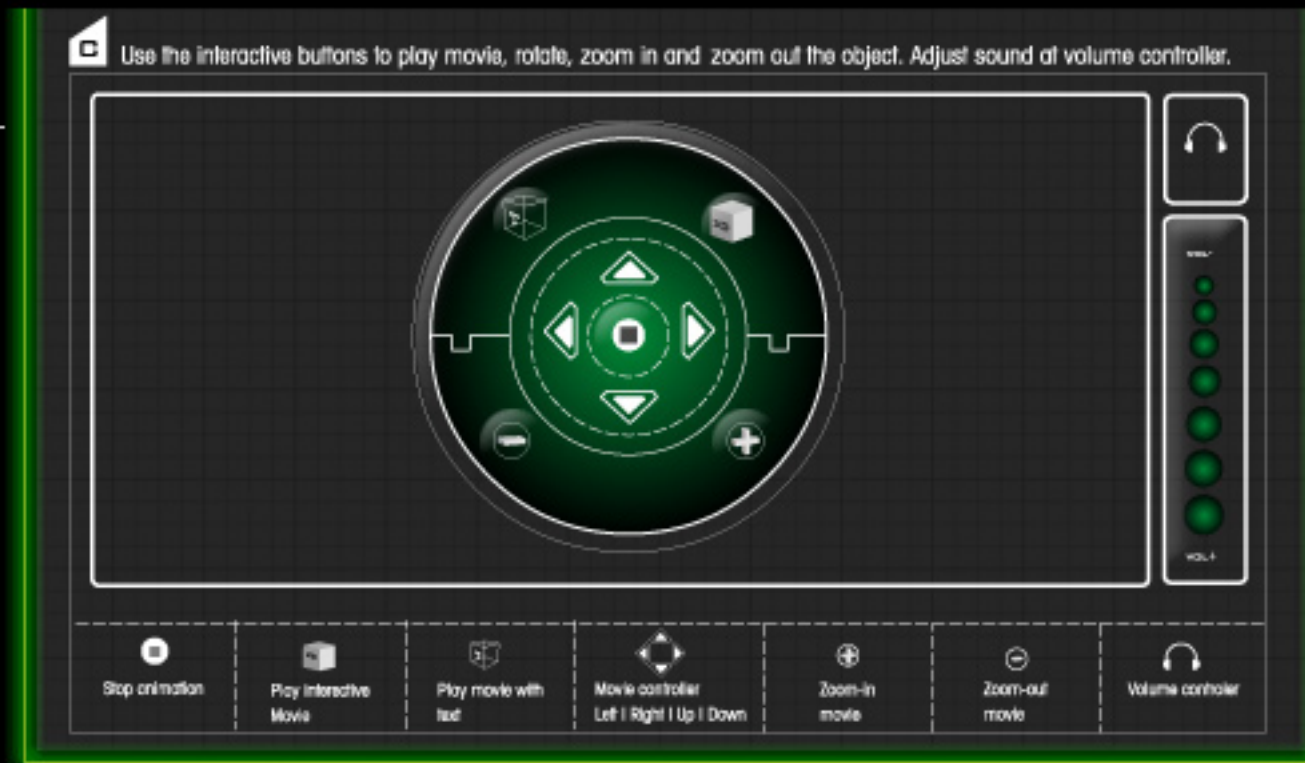 C
Use the interactive buttons to play movie, rotate, zoom in and zoom out the object. Adjust sound at volume controller.
VOL-
VOL+
Stop animation
Play interactive
Movie
Play movie with
text
Movie controller
Left | Right | Up | Down
Zoom-in
movie
Zoom-out
movie
Volume controler